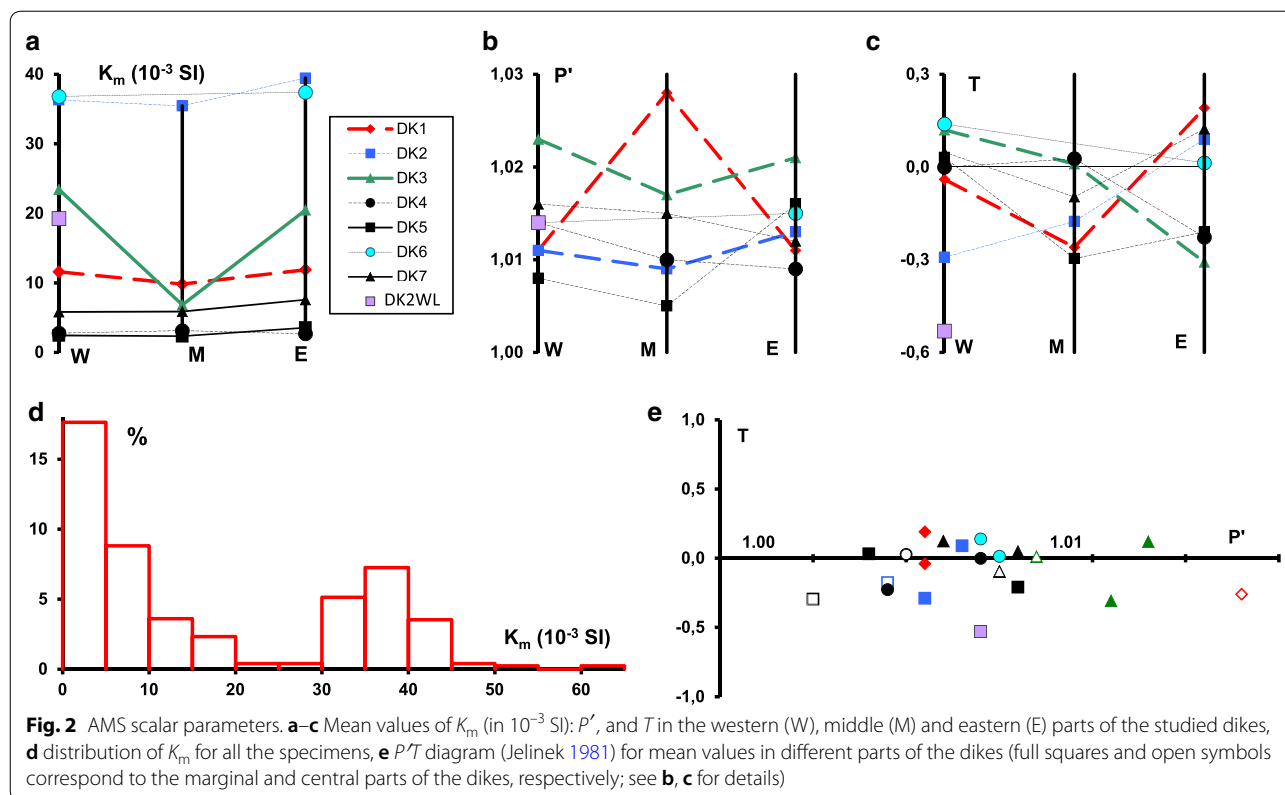 a
K_m (10⁻³ SI)
40
30
20
10
0
W
M
E
DK1
DK2
DK3
DK4
DK5
DK6
DK7
DK2WL
b
P'
1,03
1,02
1,01
1,00
W
M
E
c
T
0,3
0,0
-0,3
-0,6
W
M
E
d
%
15
10
5
0
K_m (10⁻³ SI)
0 10 20 30 40 50 60
e
T
1,0
0,5
0,0
-0,5
-1,0
1.00 1.01
P'
Fig. 2 AMS scalar parameters. a–c Mean values of K_m (in 10⁻³ SI): P′, and T in the western (W), middle (M) and eastern (E) parts of the studied dikes,
d distribution of K_m for all the specimens, e P′T diagram (Jelinek 1981) for mean values in different parts of the dikes (full squares and open symbols
correspond to the marginal and central parts of the dikes, respectively; see b, c for details)